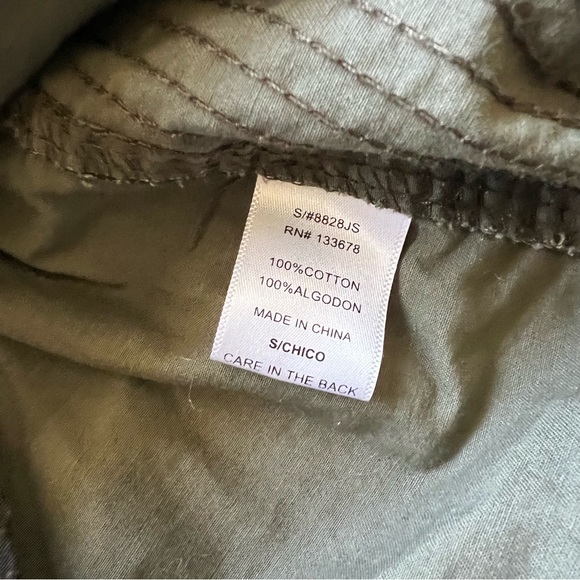 S/#8828JS
RN# 133678
100%COTTON
100%ALGODON
MADE IN CHINA
S/CHICO
CARE IN THE BACK